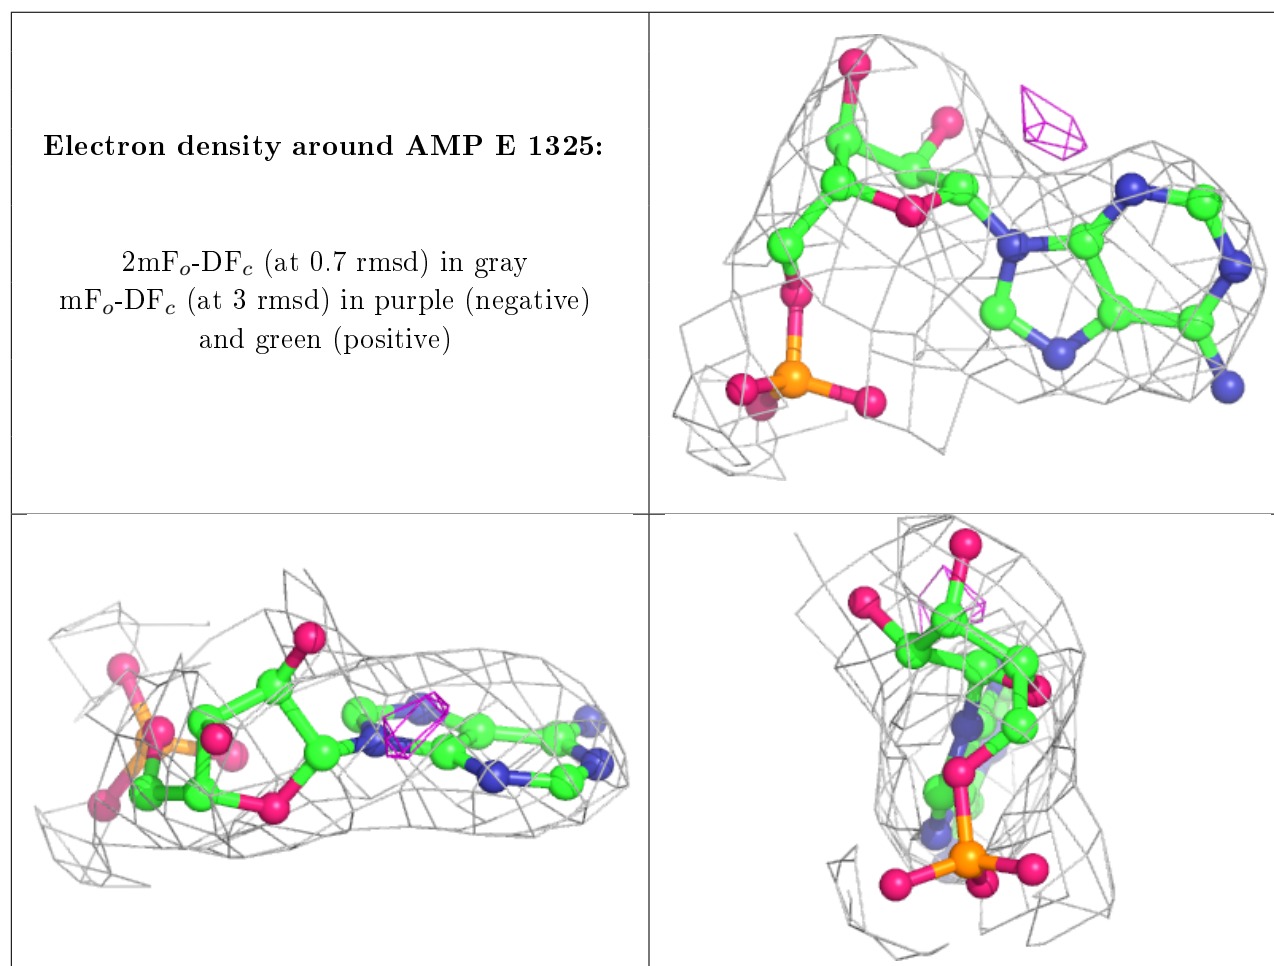 Electron density around AMP E 1325:
2mFₒ-DF𝒸 (at 0.7 rmsd) in gray
mFₒ-DF𝒸 (at 3 rmsd) in purple (negative)
and green (positive)